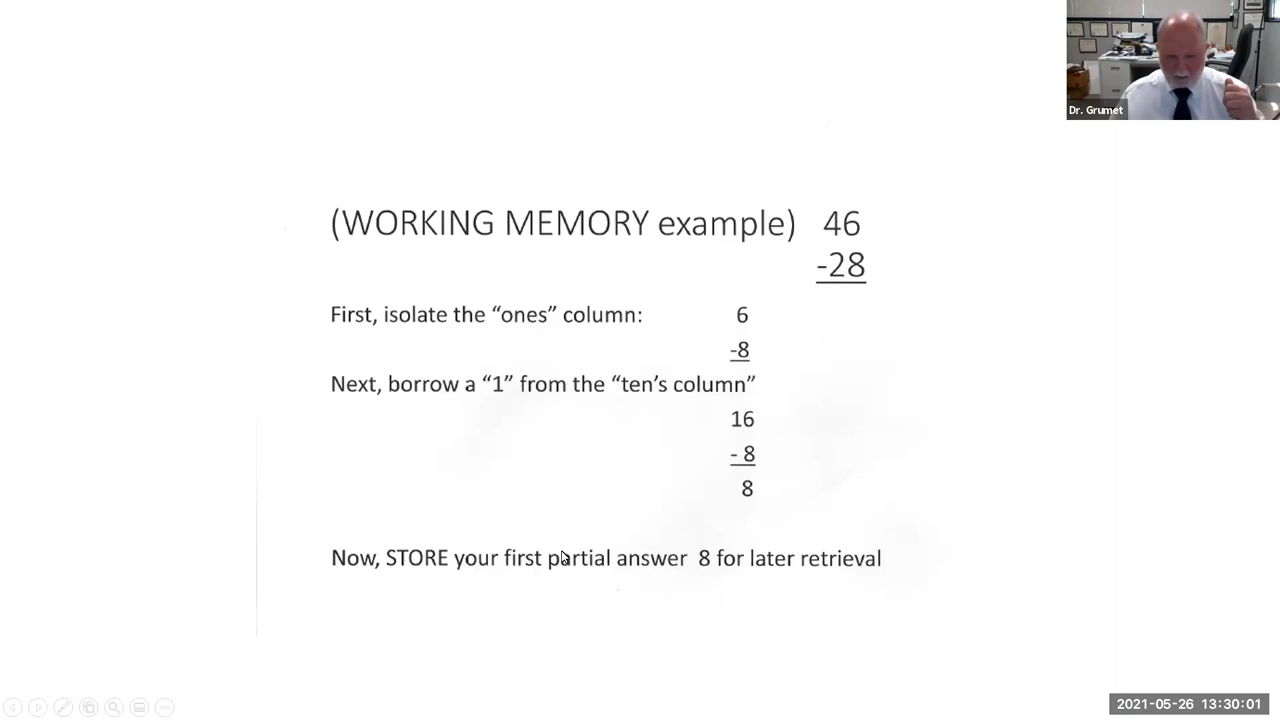 Dr. Grumet
(WORKING MEMORY example) 46
-28
First, isolate the “ones” column: 6
-8
Next, borrow a “1” from the “ten’s column”
16
- 8
8
Now, STORE your first partial answer 8 for later retrieval
2021-05-26 13:30:01